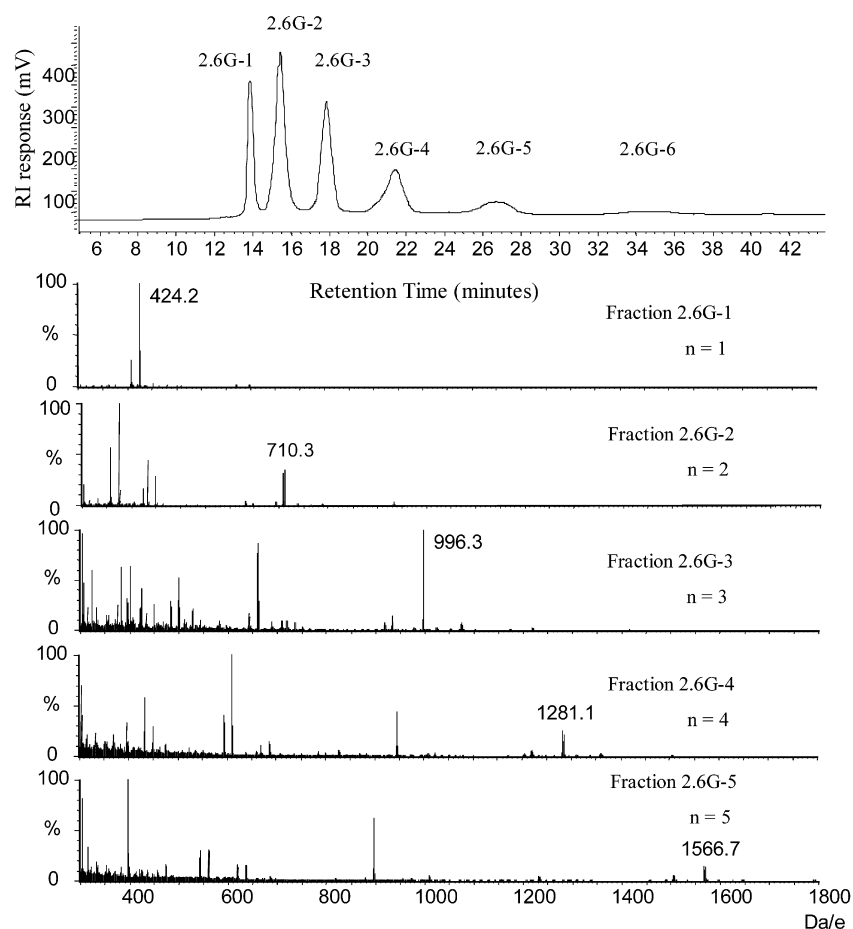 2.6G-2
2.6G-1
2.6G-3
2.6G-4
2.6G-5
2.6G-6
RI response (mV)
400
300
200
100
6 8 10 12 14 16 18 20 22 24 26 28 30 32 34 36 38 40 42
Retention Time (minutes)
100
%
0
424.2
Fraction 2.6G-1
n = 1
100
%
0
710.3
Fraction 2.6G-2
n = 2
100
%
0
996.3
Fraction 2.6G-3
n = 3
100
%
0
1281.1
Fraction 2.6G-4
n = 4
100
%
0
1566.7
Fraction 2.6G-5
n = 5
400 600 800 1000 1200 1400 1600 1800
Da/e